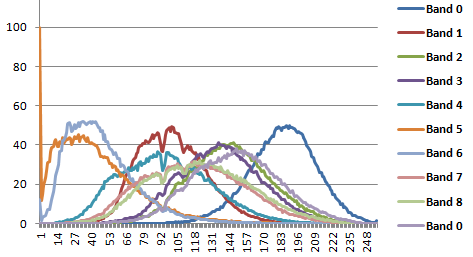 100
80
60
40
20
0
1
14
27
40
53
66
79
92
105
118
131
144
157
170
183
196
209
222
235
248
Band 0
Band 1
Band 2
Band 3
Band 4
Band 5
Band 6
Band 7
Band 8
Band 0